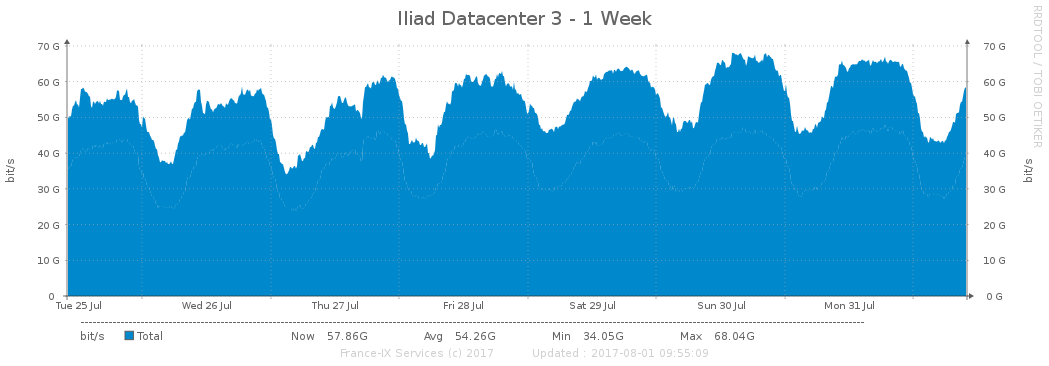 Iliad Datacenter 3 - 1 Week
RRDTOOL / TOBI OETIKER
70 G 70 G
60 G 60 G
50 G 50 G
40 G 40 G
30 G 30 G
20 G 20 G
10 G 10 G
0 0 G
bit/s
bit/s
Tue 25 Jul Wed 26 Jul Thu 27 Jul Fri 28 Jul Sat 29 Jul Sun 30 Jul Mon 31 Jul
bit/s Total Now 57.86G Avg 54.26G Min 34.05G Max 68.04G
France-IX Services (c) 2017 Updated : 2017-08-01 09:55:09